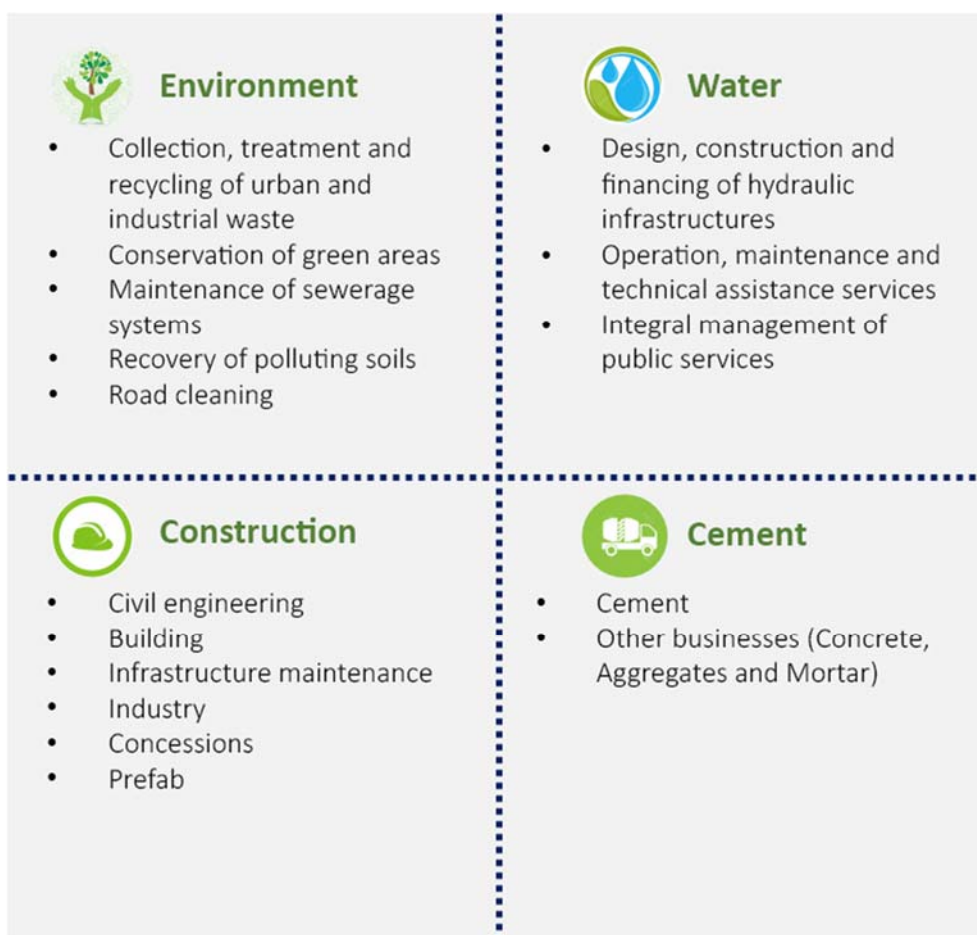 Environment
• Collection, treatment and
recycling of urban and
industrial waste
• Conservation of green areas
• Maintenance of sewerage
systems
• Recovery of polluting soils
• Road cleaning
Water
• Design, construction and
financing of hydraulic
infrastructures
• Operation, maintenance and
technical assistance services
• Integral management of
public services
Construction
• Civil engineering
• Building
• Infrastructure maintenance
• Industry
• Concessions
• Prefab
Cement
• Cement
• Other businesses (Concrete,
Aggregates and Mortar)